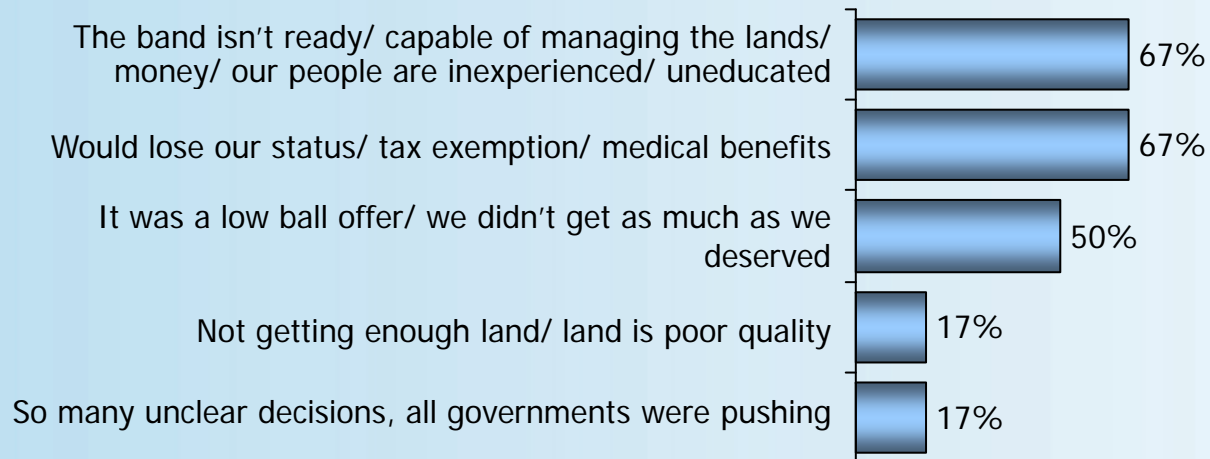 The band isn't ready/ capable of managing the lands/
money/ our people are inexperienced/ uneducated
67%
Would lose our status/ tax exemption/ medical benefits
67%
It was a low ball offer/ we didn't get as much as we
deserved
50%
Not getting enough land/ land is poor quality
17%
So many unclear decisions, all governments were pushing
17%